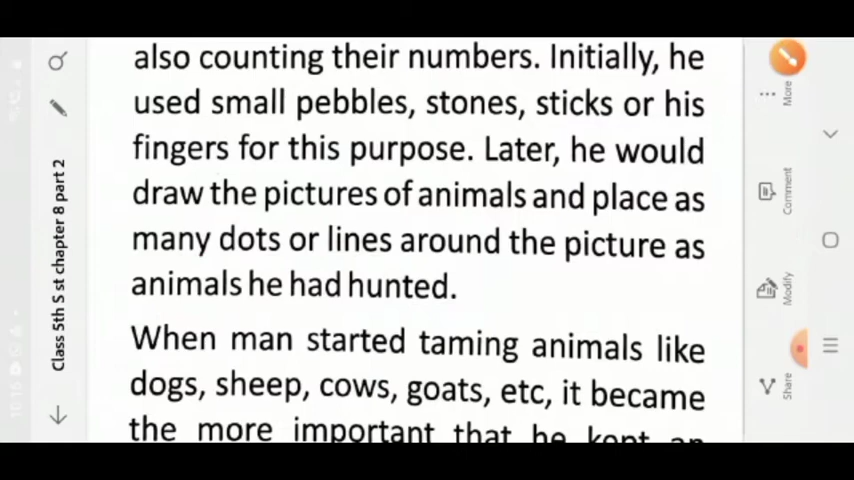 also counting their numbers. Initially, he
used small pebbles, stones, sticks or his
fingers for this purpose. Later, he would
draw the pictures of animals and place as
many dots or lines around the picture as
animals he had hunted.
When man started taming animals like
dogs, sheep, cows, goats, etc, it became
the more important that he kept an
Class 5th S st chapter 8 part 2
More
Comment
Modify
Share